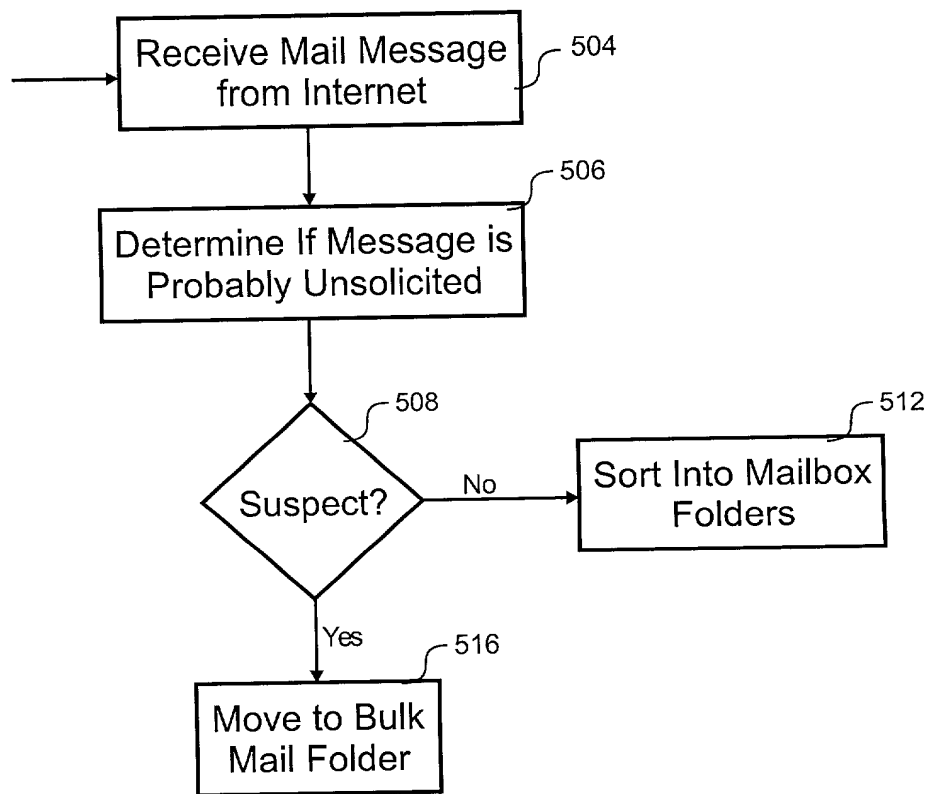 Receive Mail Message
from Internet
504
506
Determine If Message is
Probably Unsolicited
508
Suspect?
No
512
Sort Into Mailbox
Folders
Yes
516
Move to Bulk
Mail Folder